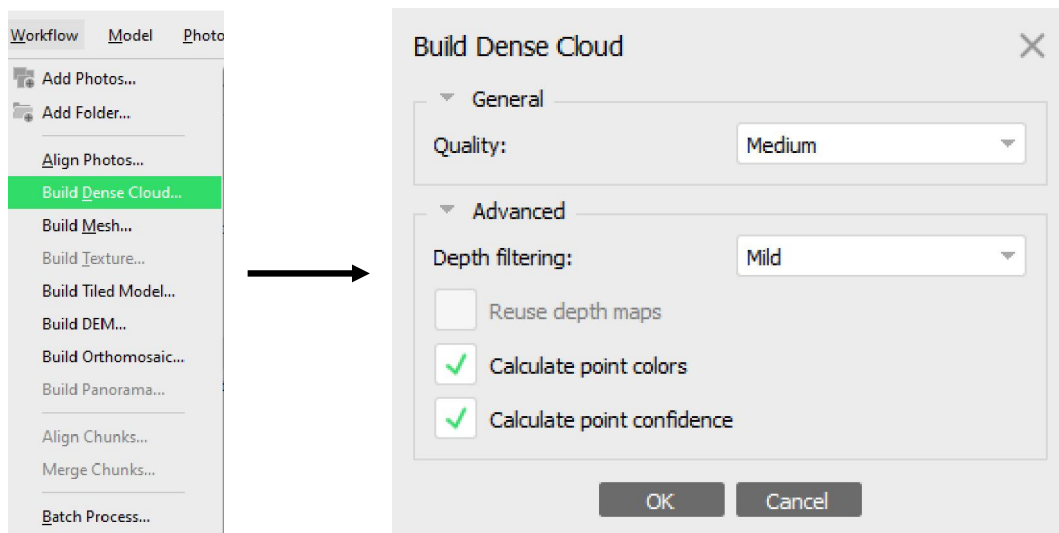 Workflow Model Photo
Add Photos...
Add Folder...
Align Photos...
Build Dense Cloud...
Build Mesh...
Build Texture...
Build Tiled Model...
Build DEM...
Build Orthomosaic...
Build Panorama...
Align Chunks...
Merge Chunks...
Batch Process...
Build Dense Cloud
General
Quality: Medium
Advanced
Depth filtering: Mild
Reuse depth maps
Calculate point colors
Calculate point confidence
OK Cancel